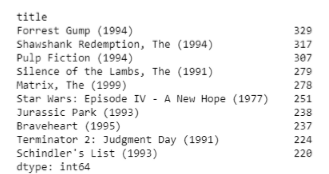 title
Forrest Gump (1994) 329
Shawshank Redemption, The (1994) 317
Pulp Fiction (1994) 307
Silence of the Lambs, The (1991) 279
Matrix, The (1999) 278
Star Wars: Episode IV - A New Hope (1977) 251
Jurassic Park (1993) 238
Braveheart (1995) 237
Terminator 2: Judgment Day (1991) 224
Schindler's List (1993) 220
dtype: int64